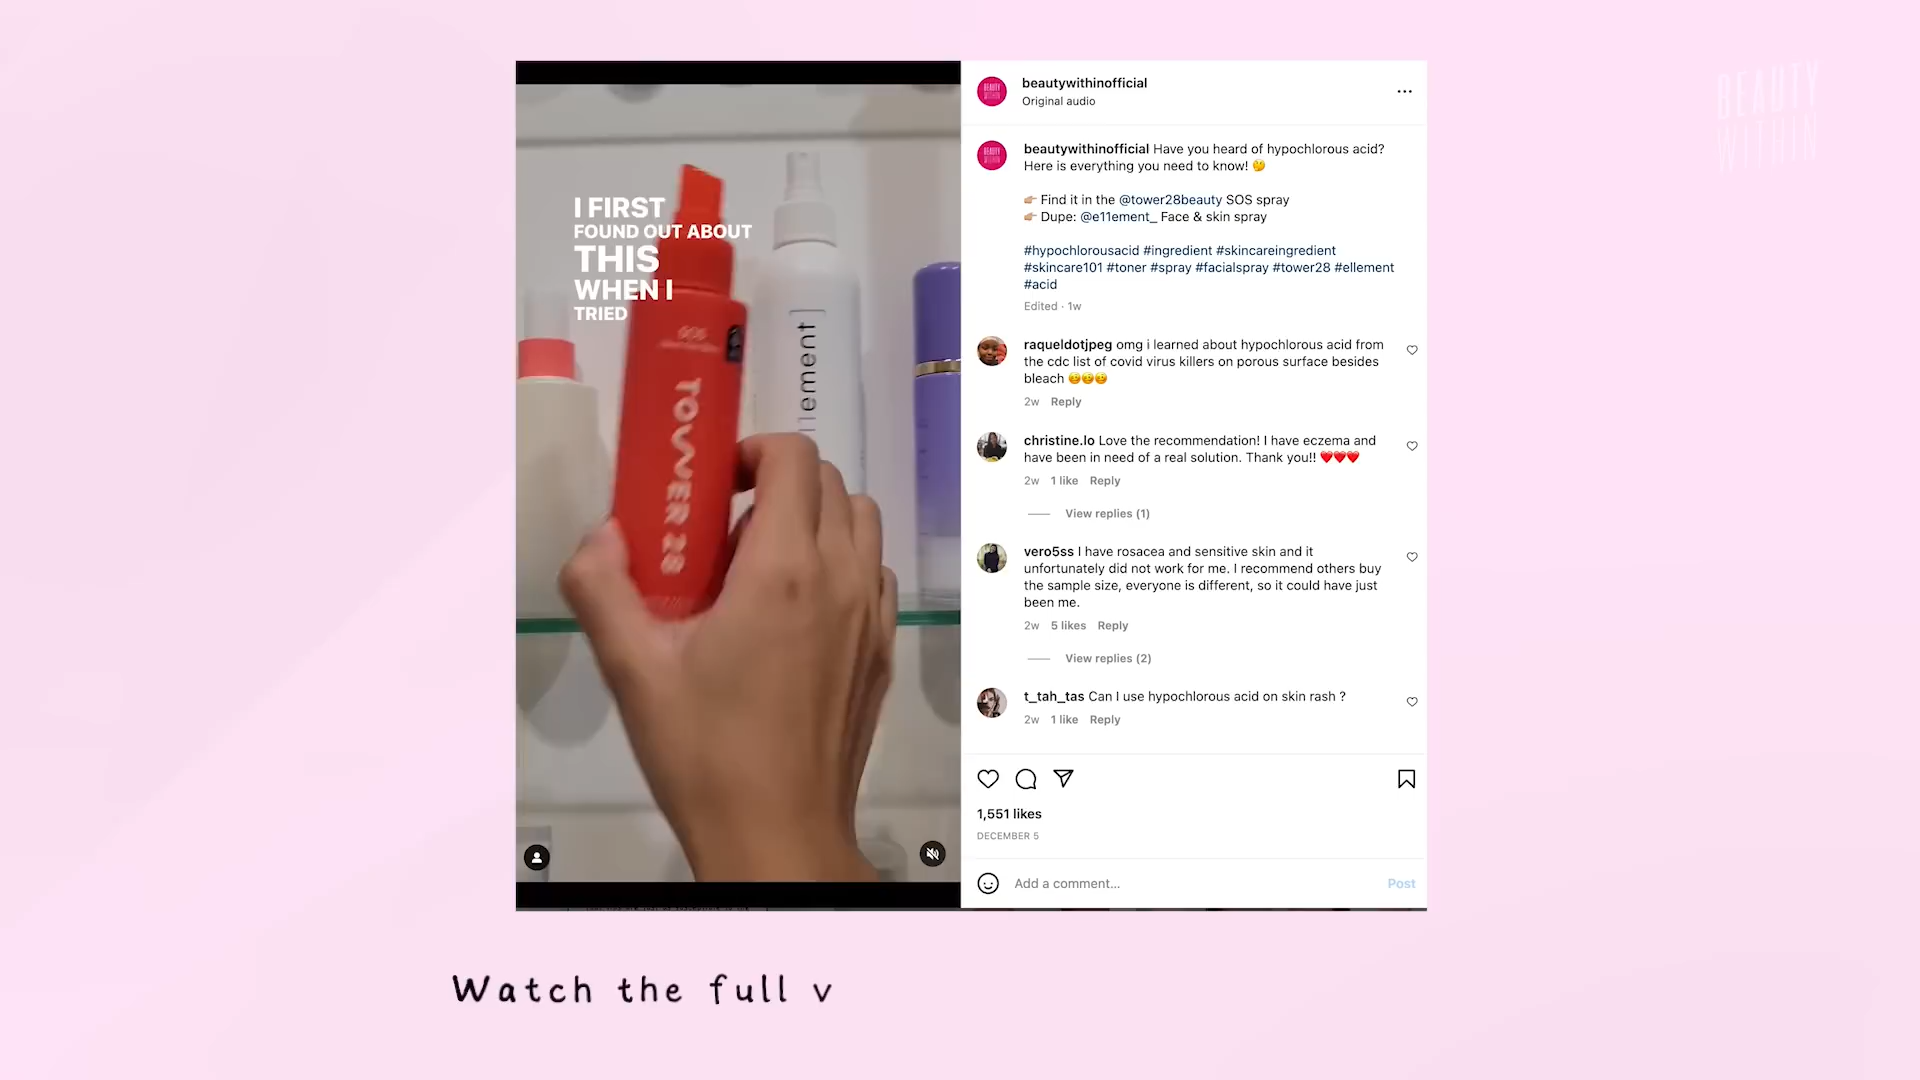 BEAUTY
WITHIN
I FIRST
FOUND OUT ABOUT
THIS
WHEN I
TRIED
SOS
TOWER 28
llement]
beautywithinofficial
Original audio
beautywithinofficial Have you heard of hypochlorous acid?
Here is everything you need to know! 🤔
👉🏼 Find it in the @tower28beauty SOS spray
👉🏼 Dupe: @e11ement_ Face & skin spray
#hypochlorousacid #ingredient #skincareingredient
#skincare101 #toner #spray #facialspray #tower28 #ellement
#acid
Edited · 1w
raqueldotjpeg omg i learned about hypochlorous acid from
the cdc list of covid virus killers on porous surface besides
bleach 🥴🥴🥴
2w Reply
christine.lo Love the recommendation! I have eczema and
have been in need of a real solution. Thank you!! ❤️❤️❤️
2w 1 like Reply
View replies (1)
vero5ss I have rosacea and sensitive skin and it
unfortunately did not work for me. I recommend others buy
the sample size, everyone is different, so it could have just
been me.
2w 5 likes Reply
View replies (2)
t_tah_tas Can I use hypochlorous acid on skin rash ?
2w 1 like Reply
1,551 likes
DECEMBER 5
Add a comment...
Post
Watch the full v